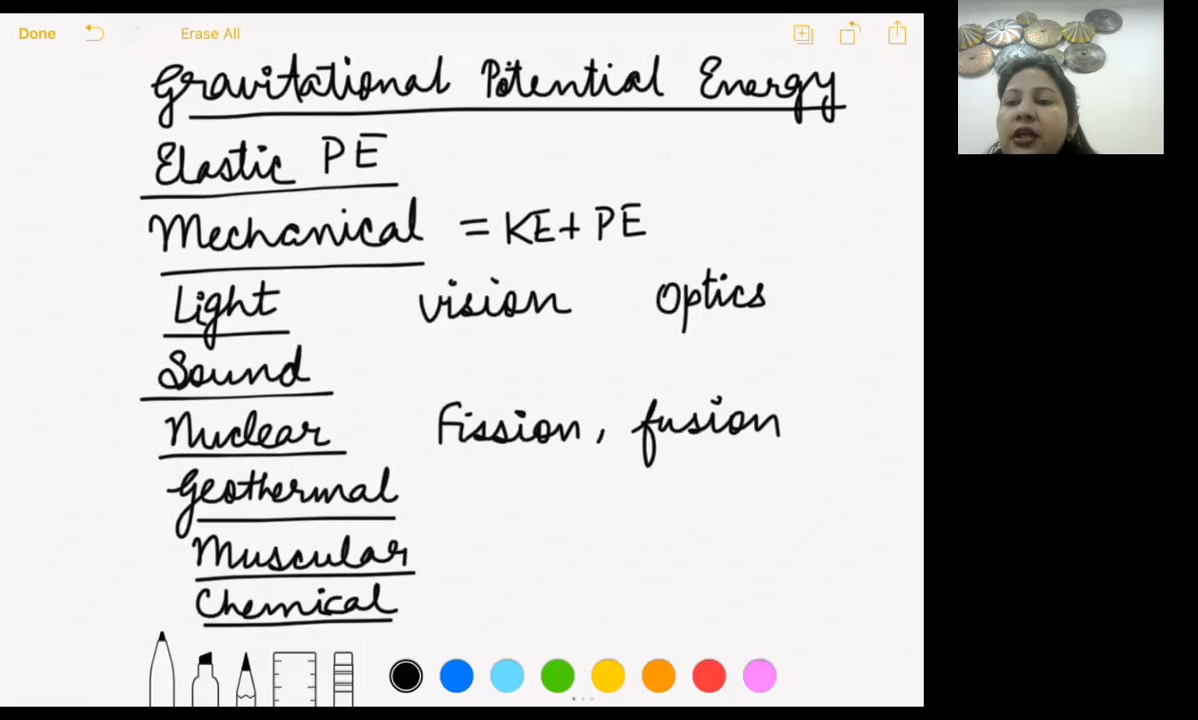 Done Erase All
Gravitational Potential Energy
Elastic PE
Mechanical = KE + PE
Light vision Optics
Sound
Nuclear Fission, fusion
Geothermal
Muscular
Chemical